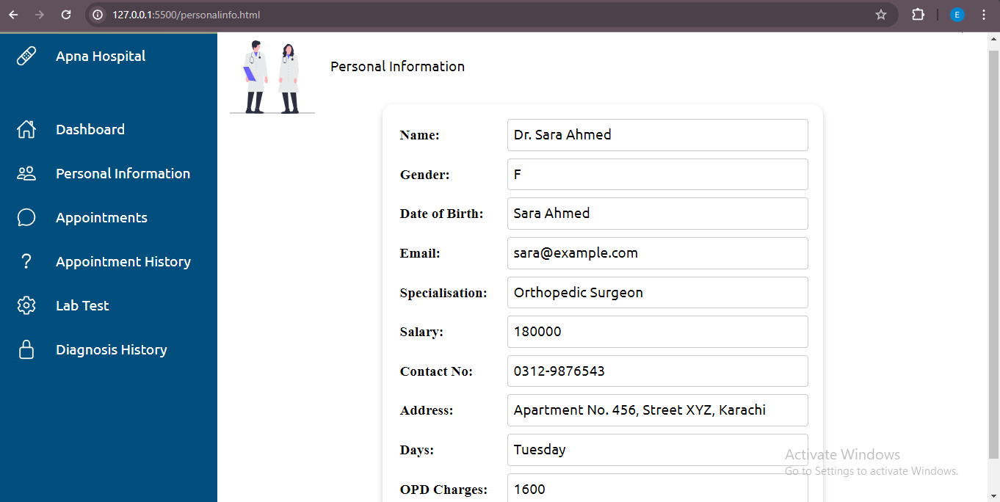 127.0.0.1:5500/personalinfo.html
E
Apna Hospital
Dashboard
Personal Information
Appointments
Appointment History
Lab Test
Diagnosis History
Personal Information
Name: Dr. Sara Ahmed
Gender: F
Date of Birth: Sara Ahmed
Email: sara@example.com
Specialisation: Orthopedic Surgeon
Salary: 180000
Contact No: 0312-9876543
Address: Apartment No. 456, Street XYZ, Karachi
Days: Tuesday
OPD Charges: 1600
Activate Windows
Go to Settings to activate Windows.